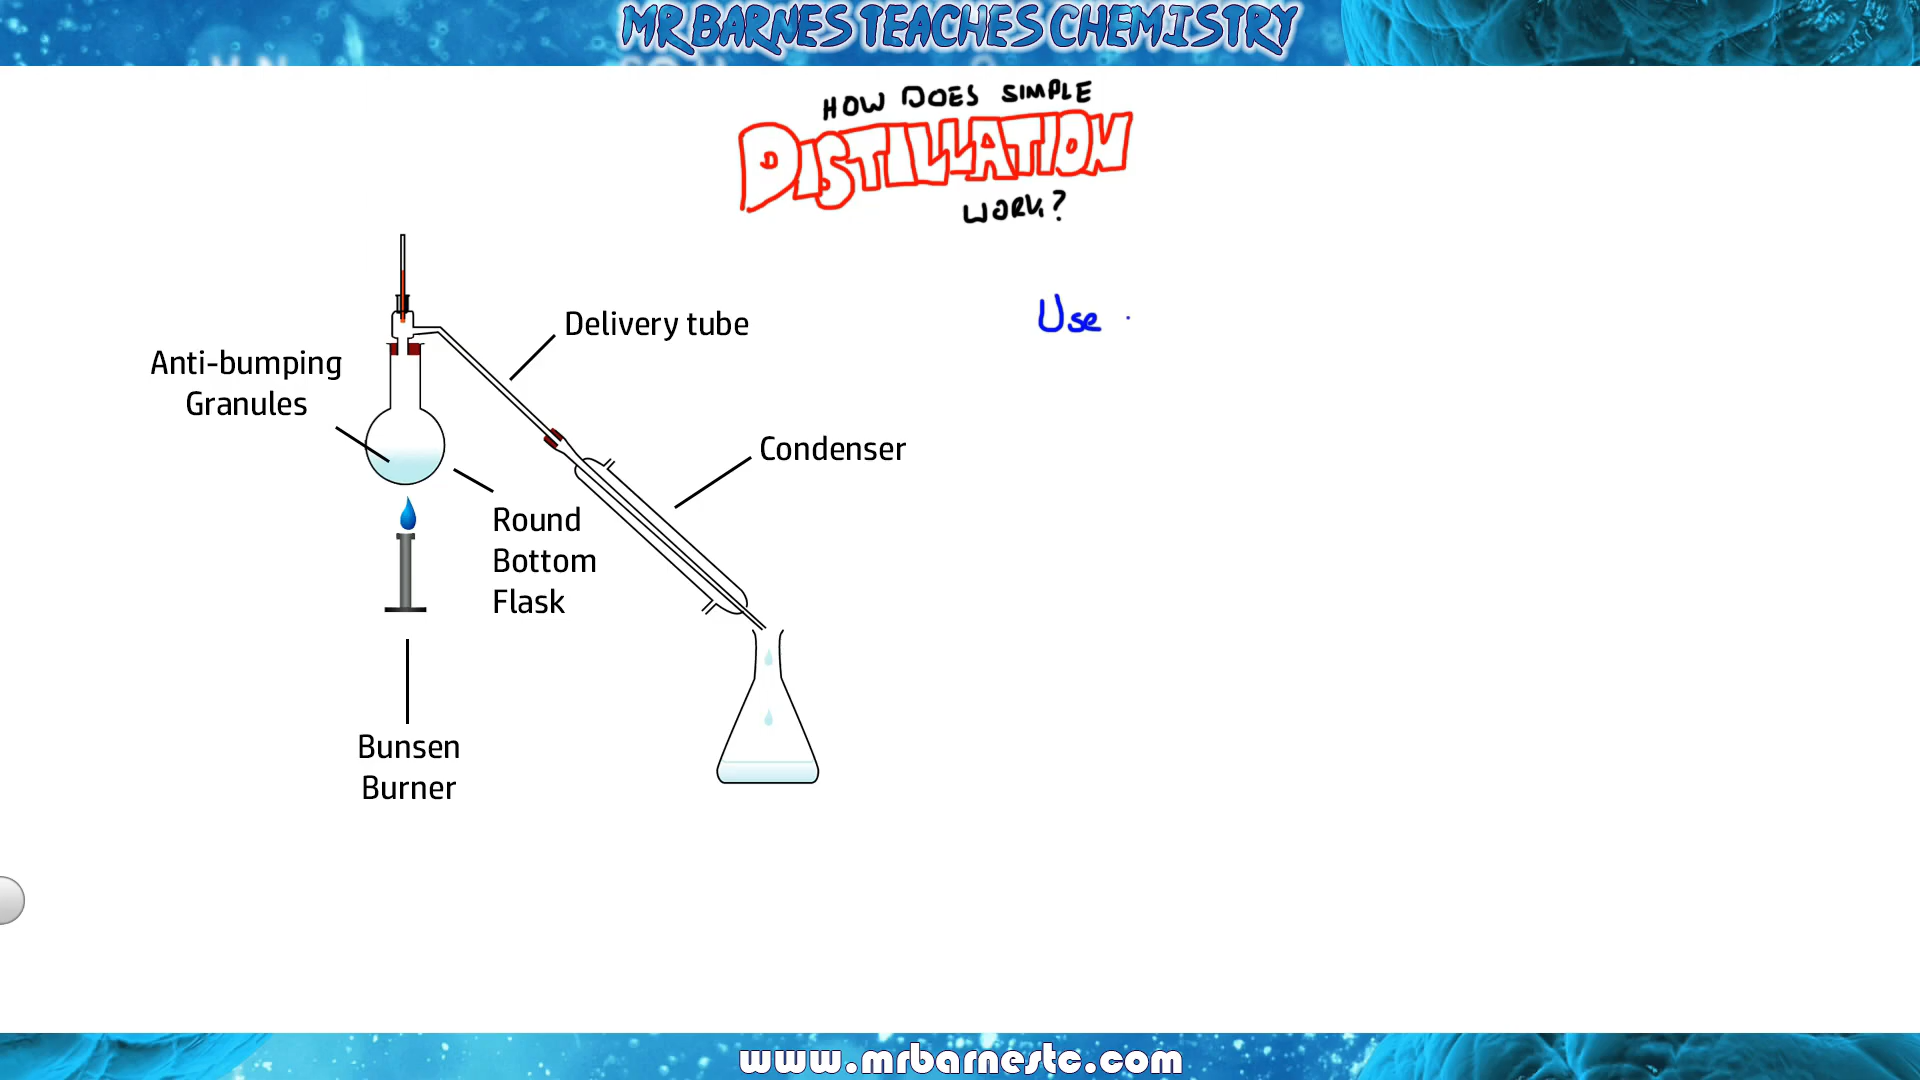 MR BARNES TEACHES CHEMISTRY
HOW DOES SIMPLE
DISTILLATION
WORK?
Use
Delivery tube
Anti-bumping
Granules
Condenser
Round
Bottom
Flask
Bunsen
Burner
www.mrbarnestc.com